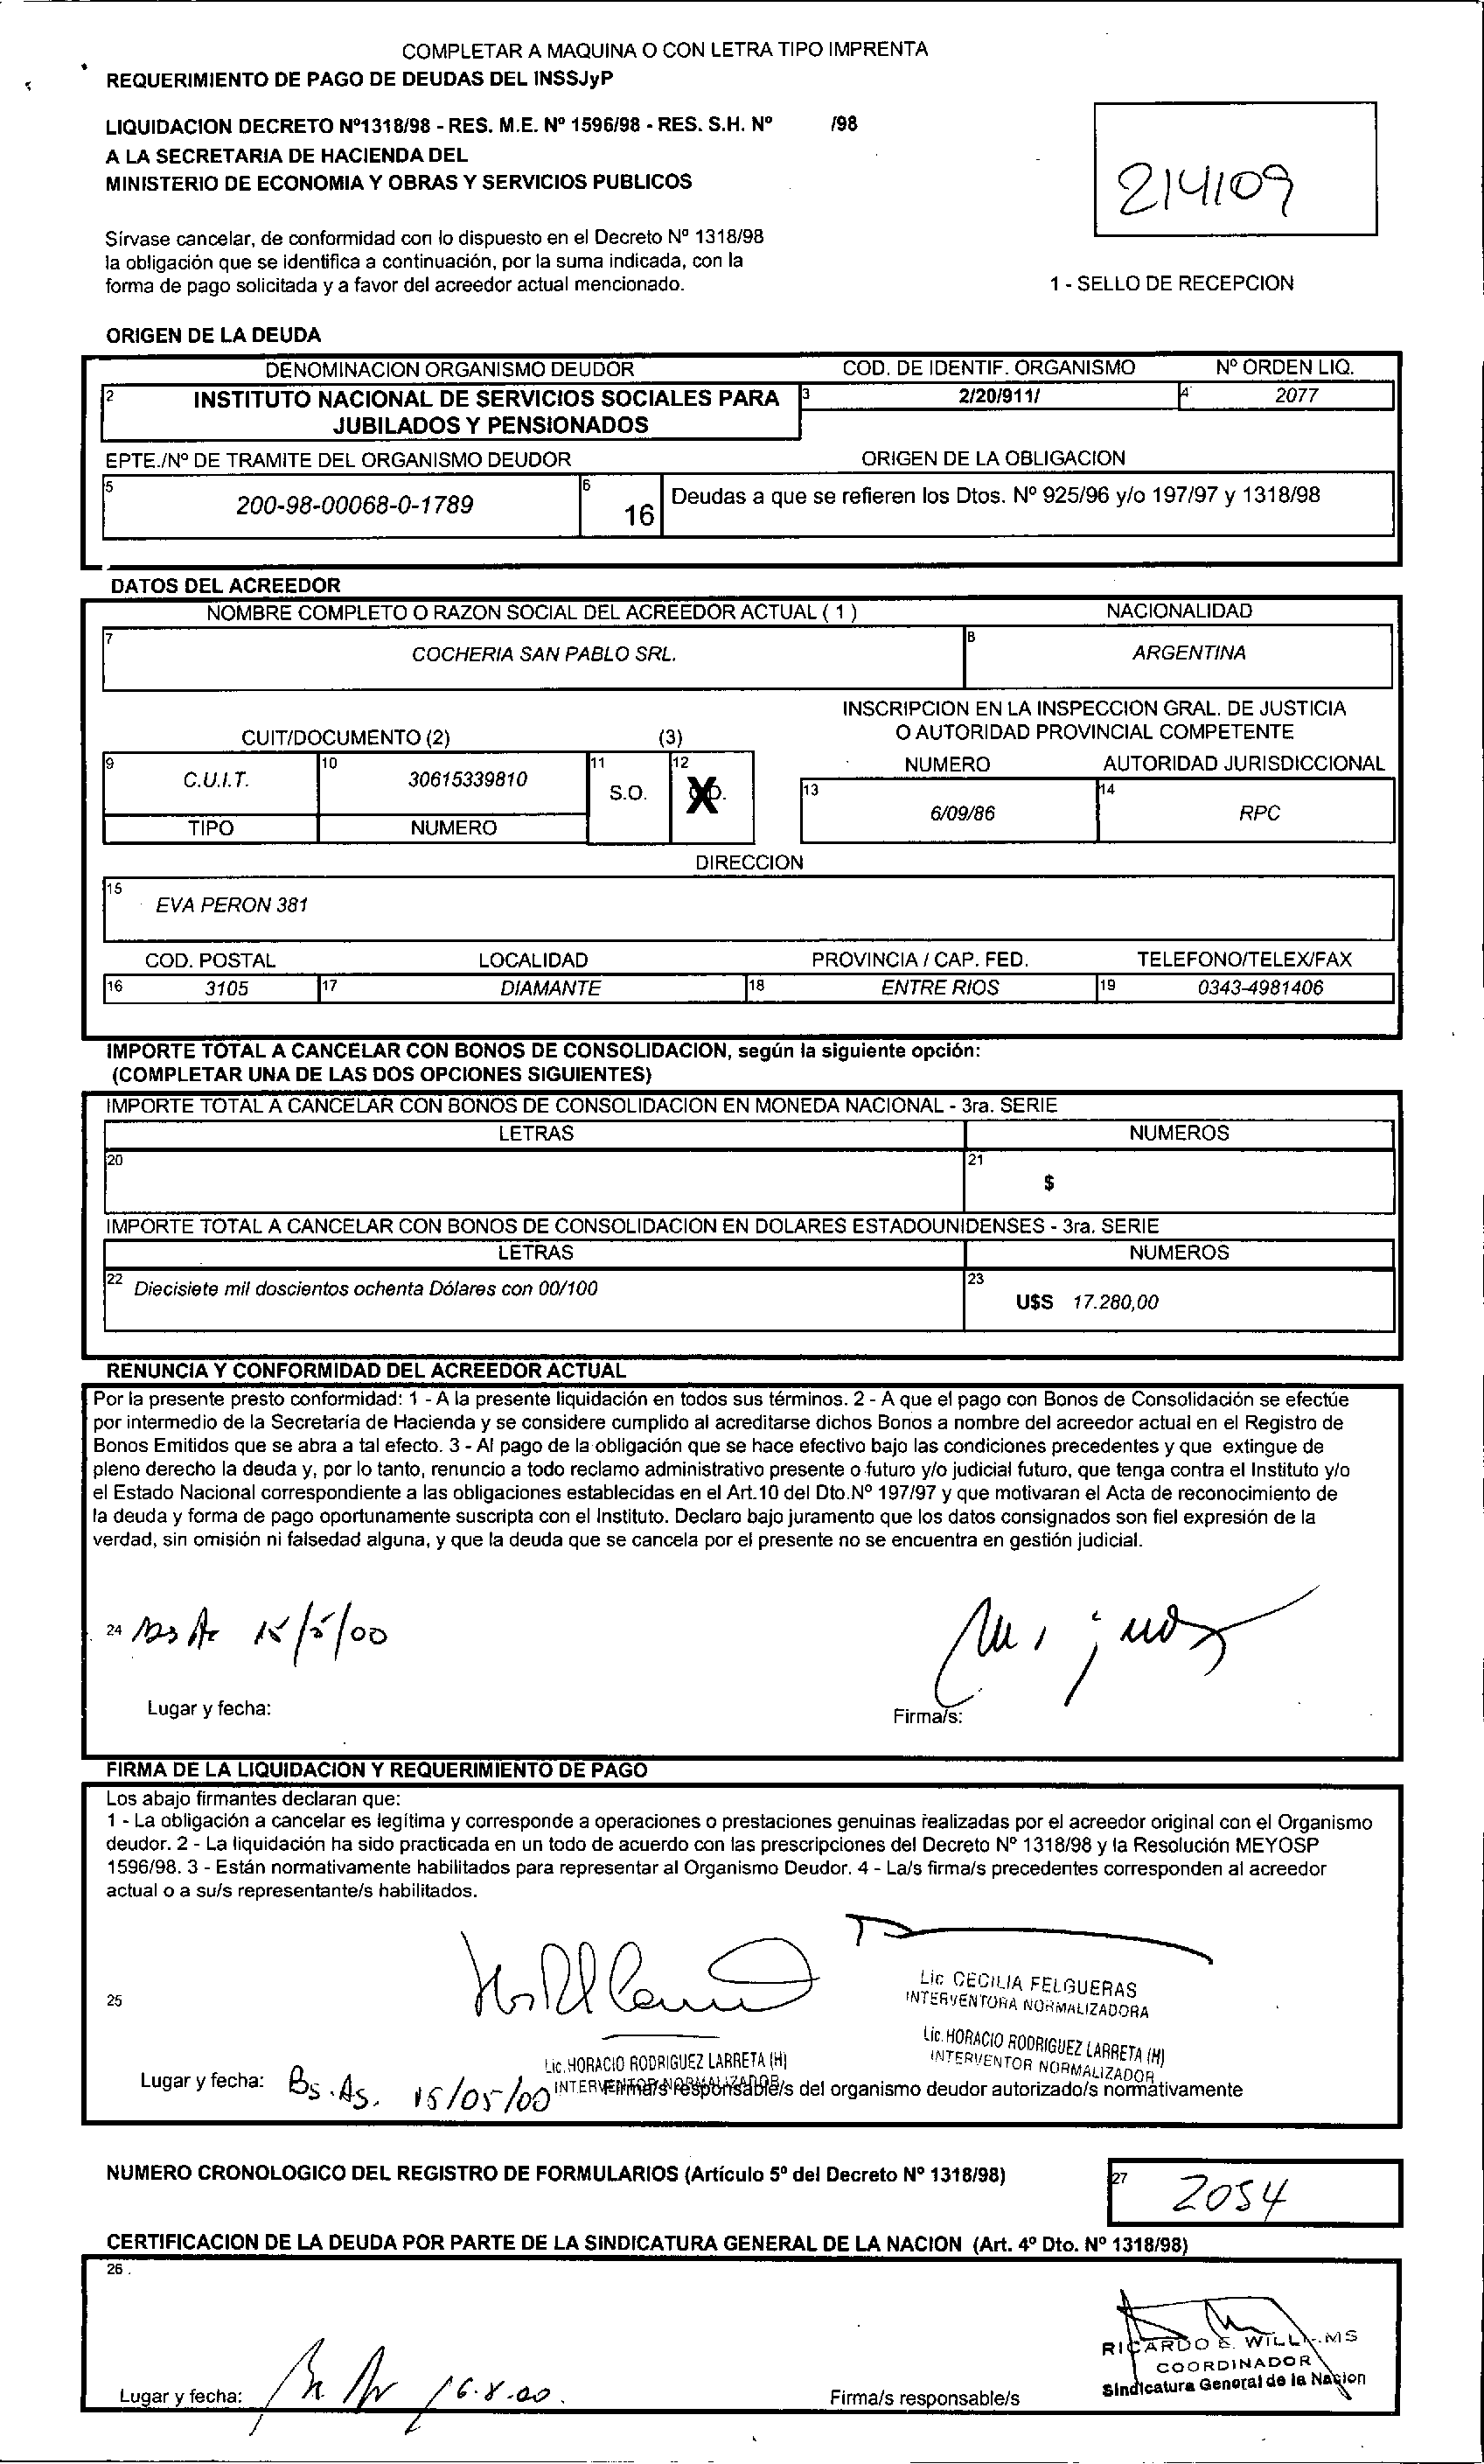 COMPLETAR A MAQUINA O CON LETRA TIPO IMPRENTA
REQUERIMIENTO DE PAGO DE DEUDAS DEL INSSJyP
LIQUIDACION DECRETO Nº1318/98 - RES. M.E. Nº 1596/98 - RES. S.H. Nº /98
A LA SECRETARIA DE HACIENDA DEL
MINISTERIO DE ECONOMIA Y OBRAS Y SERVICIOS PUBLICOS
214109
Sírvase cancelar, de conformidad con lo dispuesto en el Decreto Nº 1318/98
la obligación que se identifica a continuación, por la suma indicada, con la
forma de pago solicitada y a favor del acreedor actual mencionado.
1 - SELLO DE RECEPCION
ORIGEN DE LA DEUDA
DENOMINACION ORGANISMO DEUDOR COD. DE IDENTIF. ORGANISMO Nº ORDEN LIQ.
2 INSTITUTO NACIONAL DE SERVICIOS SOCIALES PARA 3 2/20/911/ 4 2077
JUBILADOS Y PENSIONADOS
EPTE./Nº DE TRAMITE DEL ORGANISMO DEUDOR ORIGEN DE LA OBLIGACION
5 200-98-00068-0-1789 6 16 Deudas a que se refieren los Dtos. Nº 925/96 y/o 197/97 y 1318/98
DATOS DEL ACREEDOR
NOMBRE COMPLETO O RAZON SOCIAL DEL ACREEDOR ACTUAL ( 1 ) NACIONALIDAD
7 COCHERIA SAN PABLO SRL. 8 ARGENTINA
INSCRIPCION EN LA INSPECCION GRAL. DE JUSTICIA
CUIT/DOCUMENTO (2) (3) O AUTORIDAD PROVINCIAL COMPETENTE
NUMERO AUTORIDAD JURISDICCIONAL
9 C.U.I.T. 10 30615339810 11 S.O. 12 X 13 6/09/86 14 RPC
TIPO NUMERO
DIRECCION
15 EVA PERON 381
COD. POSTAL LOCALIDAD PROVINCIA / CAP. FED. TELEFONO/TELEX/FAX
16 3105 17 DIAMANTE 18 ENTRE RIOS 19 0343-4981406
IMPORTE TOTAL A CANCELAR CON BONOS DE CONSOLIDACION, según la siguiente opción:
(COMPLETAR UNA DE LAS DOS OPCIONES SIGUIENTES)
IMPORTE TOTAL A CANCELAR CON BONOS DE CONSOLIDACION EN MONEDA NACIONAL - 3ra. SERIE
LETRAS NUMEROS
20 21 $
IMPORTE TOTAL A CANCELAR CON BONOS DE CONSOLIDACION EN DOLARES ESTADOUNIDENSES - 3ra. SERIE
LETRAS NUMEROS
22 Diecisiete mil doscientos ochenta Dólares con 00/100 23 U$S 17.280,00
RENUNCIA Y CONFORMIDAD DEL ACREEDOR ACTUAL
Por la presente presto conformidad: 1 - A la presente liquidación en todos sus términos. 2 - A que el pago con Bonos de Consolidación se efectúe
por intermedio de la Secretaría de Hacienda y se considere cumplido al acreditarse dichos Bonos a nombre del acreedor actual en el Registro de
Bonos Emitidos que se abra a tal efecto. 3 - Al pago de la obligación que se hace efectivo bajo las condiciones precedentes y que extingue de
pleno derecho la deuda y, por lo tanto, renuncio a todo reclamo administrativo presente o futuro y/o judicial futuro, que tenga contra el Instituto y/o
el Estado Nacional correspondiente a las obligaciones establecidas en el Art.10 del Dto.Nº 197/97 y que motivaran el Acta de reconocimiento de
la deuda y forma de pago oportunamente suscripta con el Instituto. Declaro bajo juramento que los datos consignados son fiel expresión de la
verdad, sin omisión ni falsedad alguna, y que la deuda que se cancela por el presente no se encuentra en gestión judicial.
24 Bs As 15/5/00
Lugar y fecha: Firma/s:
FIRMA DE LA LIQUIDACION Y REQUERIMIENTO DE PAGO
Los abajo firmantes declaran que:
1 - La obligación a cancelar es legítima y corresponde a operaciones o prestaciones genuinas realizadas por el acreedor original con el Organismo
deudor. 2 - La liquidación ha sido practicada en un todo de acuerdo con las prescripciones del Decreto Nº 1318/98 y la Resolución MEYOSP
1596/98. 3 - Están normativamente habilitados para representar al Organismo Deudor. 4 - La/s firma/s precedentes corresponden al acreedor
actual o a su/s representante/s habilitados.
25
Lic CECILIA FELGUERAS
INTERVENTORA NORMALIZADORA
Lic. HORACIO RODRIGUEZ LARRETA (H)
INTERVENTOR NORMALIZADOR
Lic. HORACIO RODRIGUEZ LARRETA (H)
INTERVENTOR NORMALIZADOR
Lugar y fecha: Bs. As. 15/05/00 Firma/s responsable/s del organismo deudor autorizado/s normativamente
NUMERO CRONOLOGICO DEL REGISTRO DE FORMULARIOS (Artículo 5º del Decreto Nº 1318/98) 27 2054
CERTIFICACION DE LA DEUDA POR PARTE DE LA SINDICATURA GENERAL DE LA NACION (Art. 4º Dto. Nº 1318/98)
26
RICARDO E. WILLIAMS
COORDINADOR
Sindicatura General de la Nacion
Lugar y fecha: 16.8.00. Firma/s responsable/s